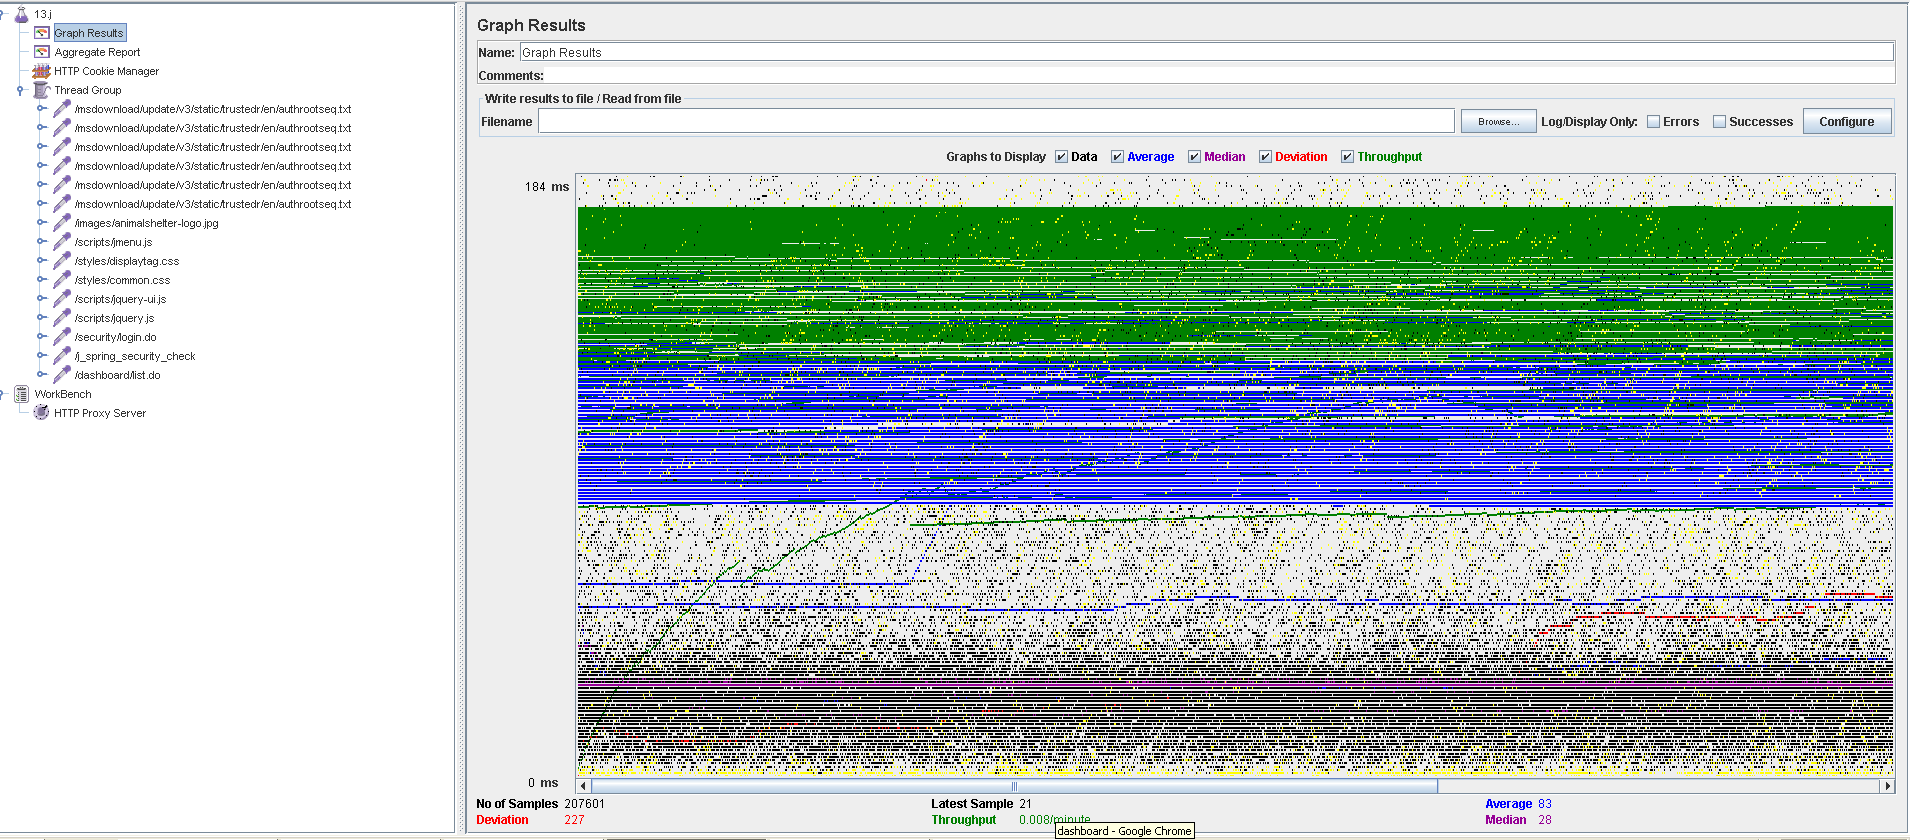 13.j
Graph Results
Aggregate Report
HTTP Cookie Manager
Thread Group
/msdownload/update/v3/static/trustedr/en/authrootseq.txt
/msdownload/update/v3/static/trustedr/en/authrootseq.txt
/msdownload/update/v3/static/trustedr/en/authrootseq.txt
/msdownload/update/v3/static/trustedr/en/authrootseq.txt
/msdownload/update/v3/static/trustedr/en/authrootseq.txt
/msdownload/update/v3/static/trustedr/en/authrootseq.txt
/images/animalshelter-logo.jpg
/scripts/jmenu.js
/styles/displaytag.css
/styles/common.css
/scripts/jquery-ui.js
/scripts/jquery.js
/security/login.do
/j_spring_security_check
/dashboard/list.do
WorkBench
HTTP Proxy Server
Graph Results
Name: Graph Results
Comments:
Write results to file / Read from file
Filename Browse... Log/Display Only: Errors Successes Configure
Graphs to Display Data Average Median Deviation Throughput
184 ms
0 ms
No of Samples 207601 Latest Sample 21 Average 83
Deviation 227 Throughput 0.008/minute Median 28
dashboard - Google Chrome